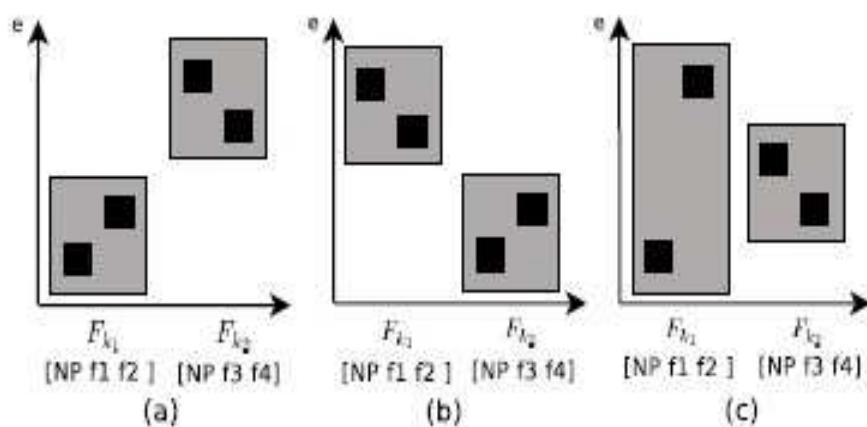 e e e
F_{k_1} F_{k_2} F_{k_1} F_{k_2} F_{k_1} F_{k_2}
[NP f1 f2 ] [NP f3 f4] [NP f1 f2 ] [NP f3 f4] [NP f1 f2 ] [NP f3 f4]
(a) (b) (c)